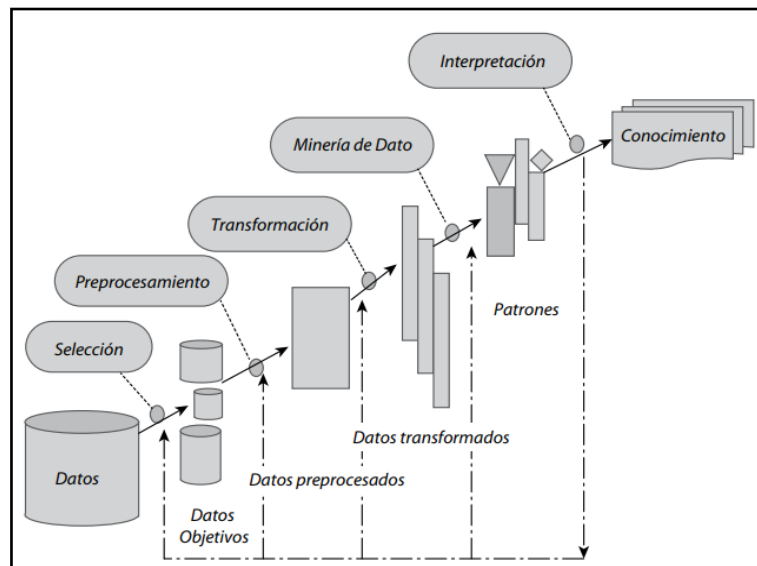 Interpretación
Conocimiento
Minería de Dato
Transformación
Patrones
Preprocesamiento
Selección
Datos transformados
Datos preprocesados
Datos
Datos
Objetivos